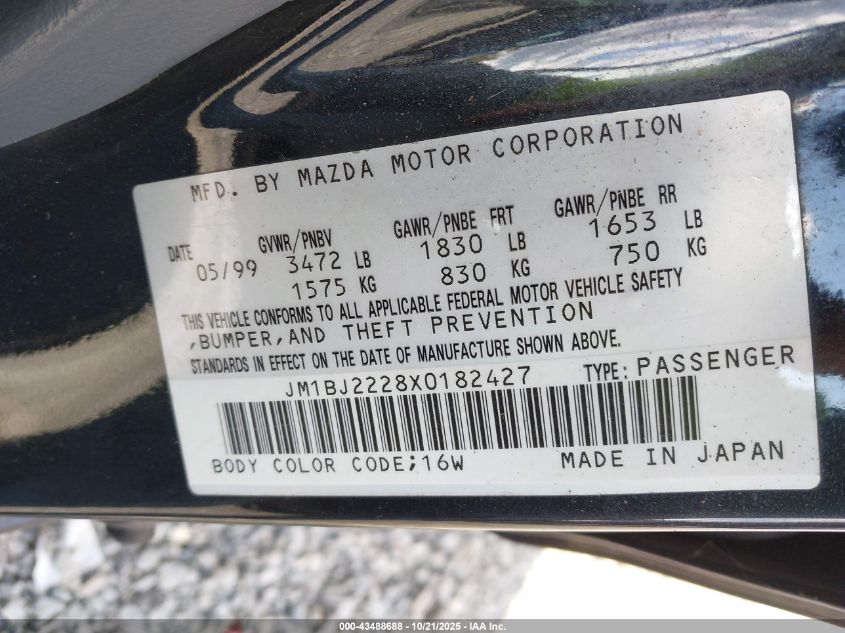 MFD. BY MAZDA MOTOR CORPORATION
DATE GVWR/PNBV GAWR/PNBE FRT GAWR/PNBE RR
05/99 3472 LB 1830 LB 1653 LB
1575 KG 830 KG 750 KG
THIS VEHICLE CONFORMS TO ALL APPLICABLE FEDERAL MOTOR VEHICLE SAFETY
,BUMPER,AND THEFT PREVENTION
STANDARDS IN EFFECT ON THE DATE OF MANUFACTURE SHOWN ABOVE.
JM1BJ2228X0182427 TYPE: PASSENGER
BODY COLOR CODE;16W MADE IN JAPAN
000-43488688 - 10/21/2025 - IAA Inc.